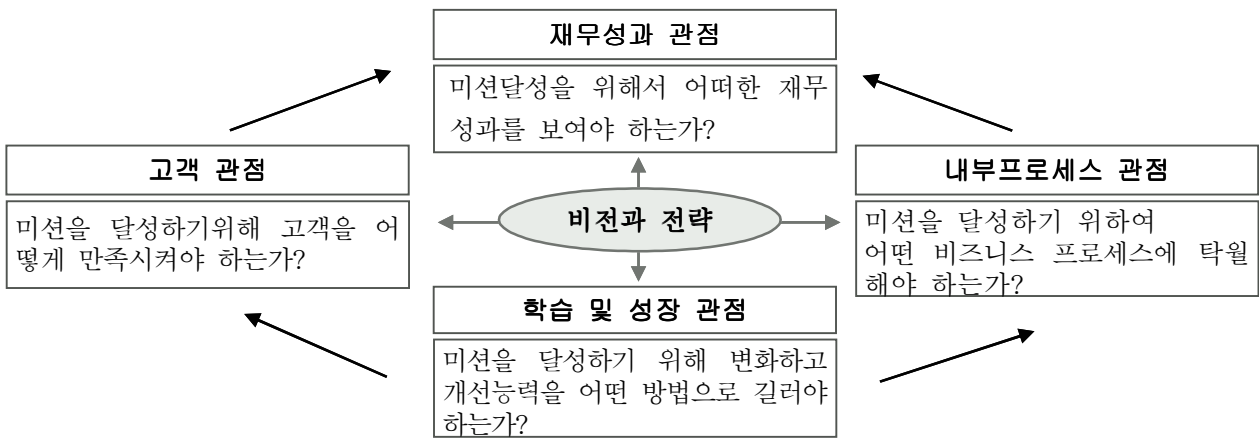 재무성과 관점
미션달성을 위해서 어떠한 재무
성과를 보여야 하는가?
고객 관점
미션을 달성하기위해 고객을 어
떻게 만족시켜야 하는가?
비전과 전략
내부프로세스 관점
미션을 달성하기 위하여
어떤 비즈니스 프로세스에 탁월
해야 하는가?
학습 및 성장 관점
미션을 달성하기 위해 변화하고
개선능력을 어떤 방법으로 길러야
하는가?